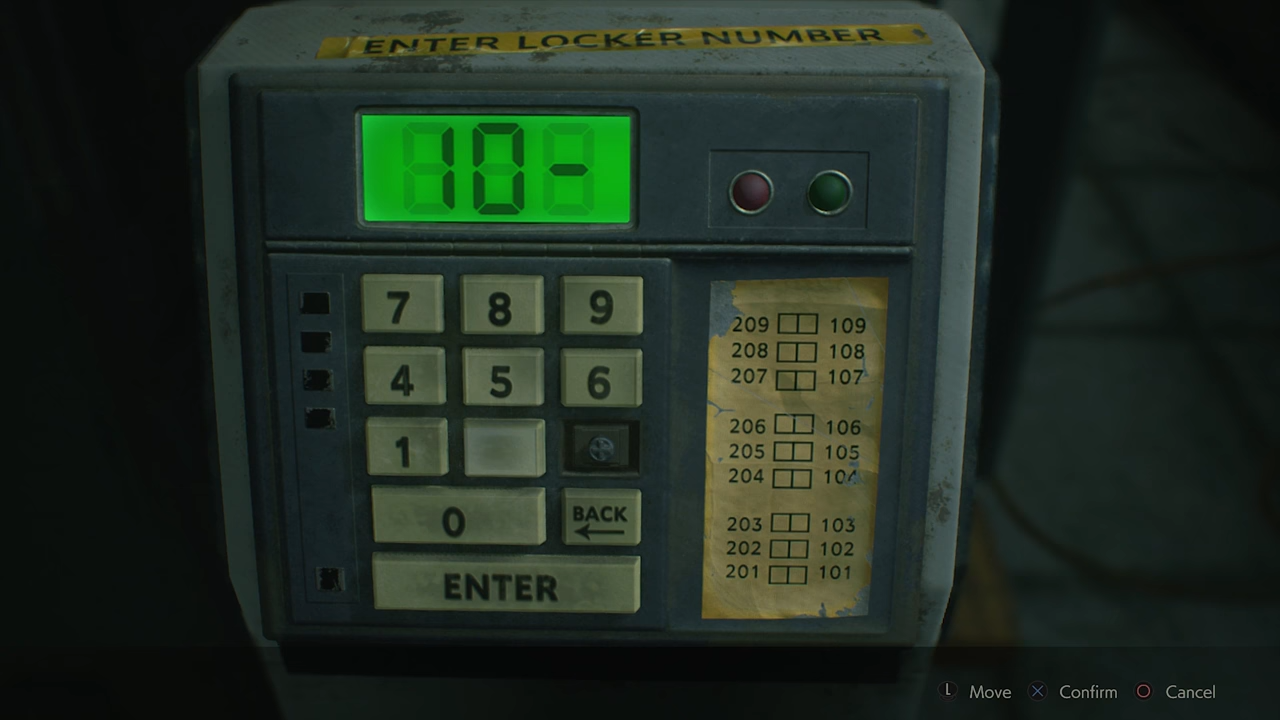 ENTER LOCKER NUMBER
10-
7 8 9
4 5 6
1
0 BACK
ENTER
209 109
208 108
207 107
206 106
205 105
204 104
203 103
202 102
201 101
L Move Confirm Cancel